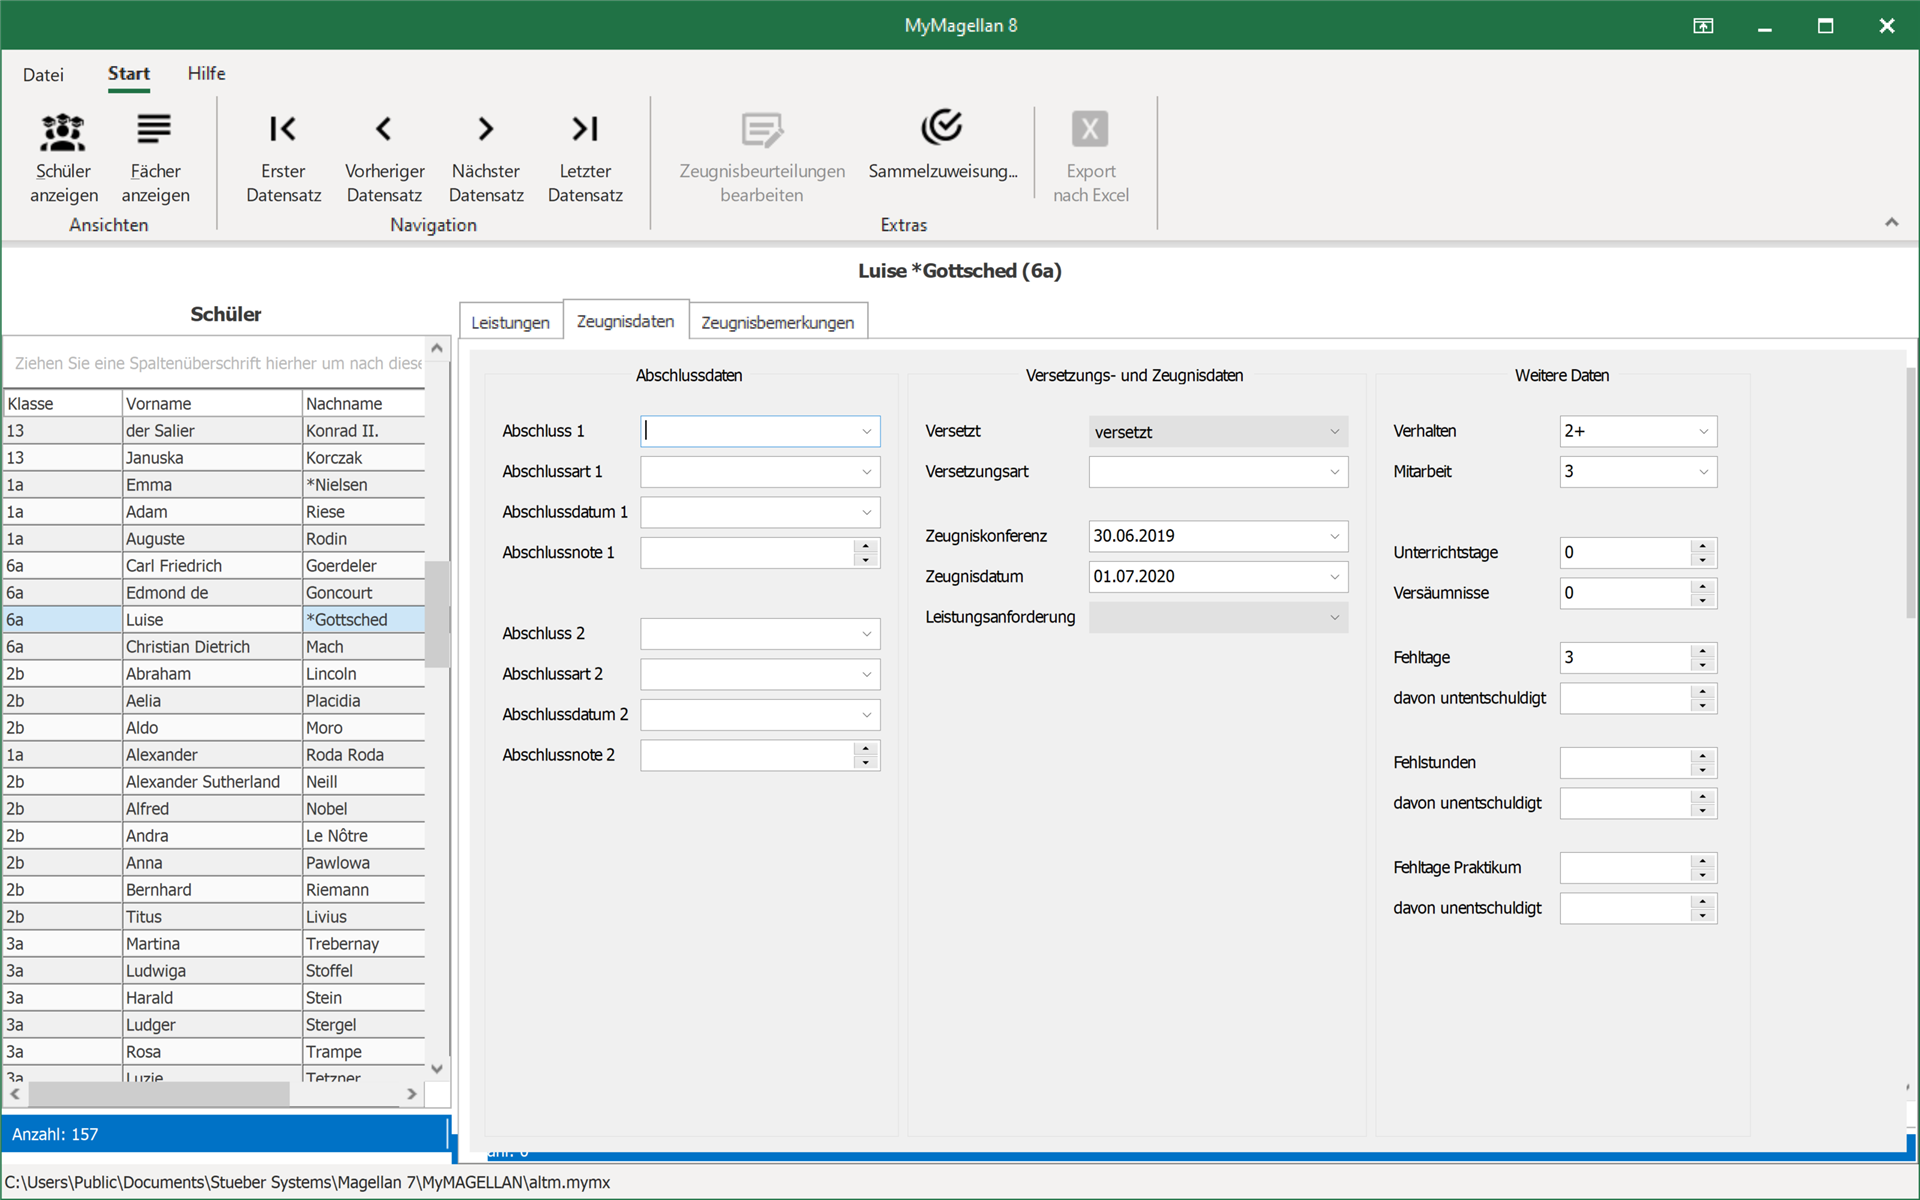 MyMagellan 8
Datei Start Hilfe
Schüler anzeigen
Fächer anzeigen
Erster Datensatz
Vorheriger Datensatz
Nächster Datensatz
Letzter Datensatz
Zeugnisbeurteilungen bearbeiten
Sammelzuweisung...
Export nach Excel
Ansichten Navigation Extras
Luise *Gottsched (6a)
Schüler
Ziehen Sie eine Spaltenüberschrift hierher um nach diese
Klasse Vorname Nachname
13 der Salier Konrad II.
13 Januska Korczak
1a Emma *Nielsen
1a Adam Riese
1a Auguste Rodin
6a Carl Friedrich Goerdeler
6a Edmond de Goncourt
6a Luise *Gottsched
6a Christian Dietrich Mach
2b Abraham Lincoln
2b Aelia Placidia
2b Aldo Moro
1a Alexander Roda Roda
2b Alexander Sutherland Neill
2b Alfred Nobel
2b Andra Le Nôtre
2b Anna Pawlowa
2b Bernhard Riemann
2b Titus Livius
3a Martina Trebernay
3a Ludwiga Stoffel
3a Harald Stein
3a Ludger Stergel
3a Rosa Trampe
3a Luzie Tetzner
Anzahl: 157
Leistungen Zeugnisdaten Zeugnisbemerkungen
Abschlussdaten
Abschluss 1
Abschlussart 1
Abschlussdatum 1
Abschlussnote 1
Abschluss 2
Abschlussart 2
Abschlussdatum 2
Abschlussnote 2
Versetzungs- und Zeugnisdaten
Versetzt versetzt
Versetzungsart
Zeugniskonferenz 30.06.2019
Zeugnisdatum 01.07.2020
Leistungsanforderung
Weitere Daten
Verhalten 2+
Mitarbeit 3
Unterrichtstage 0
Versäumnisse 0
Fehltage 3
davon untentschuldigt
Fehlstunden
davon unentschuldigt
Fehltage Praktikum
davon unentschuldigt
C:\Users\Public\Documents\Stueber Systems\Magellan 7\MyMAGELLAN\altm.mymx